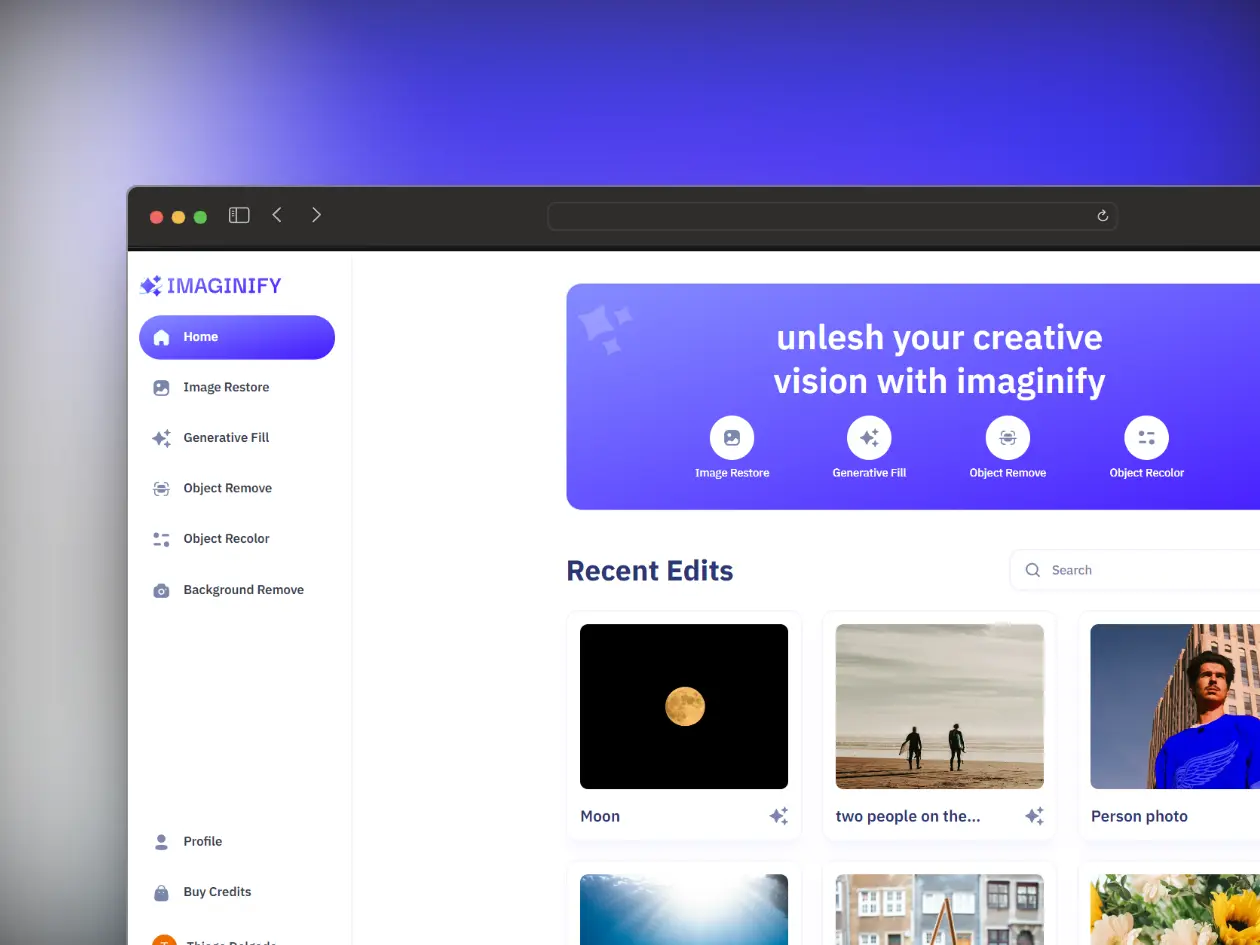 IMAGINIFY
Home
Image Restore
Generative Fill
Object Remove
Object Recolor
Background Remove
Profile
Buy Credits
unlesh your creative
vision with imaginify
Image Restore
Generative Fill
Object Remove
Object Recolor
Recent Edits
Search
Moon
two people on the...
Person photo